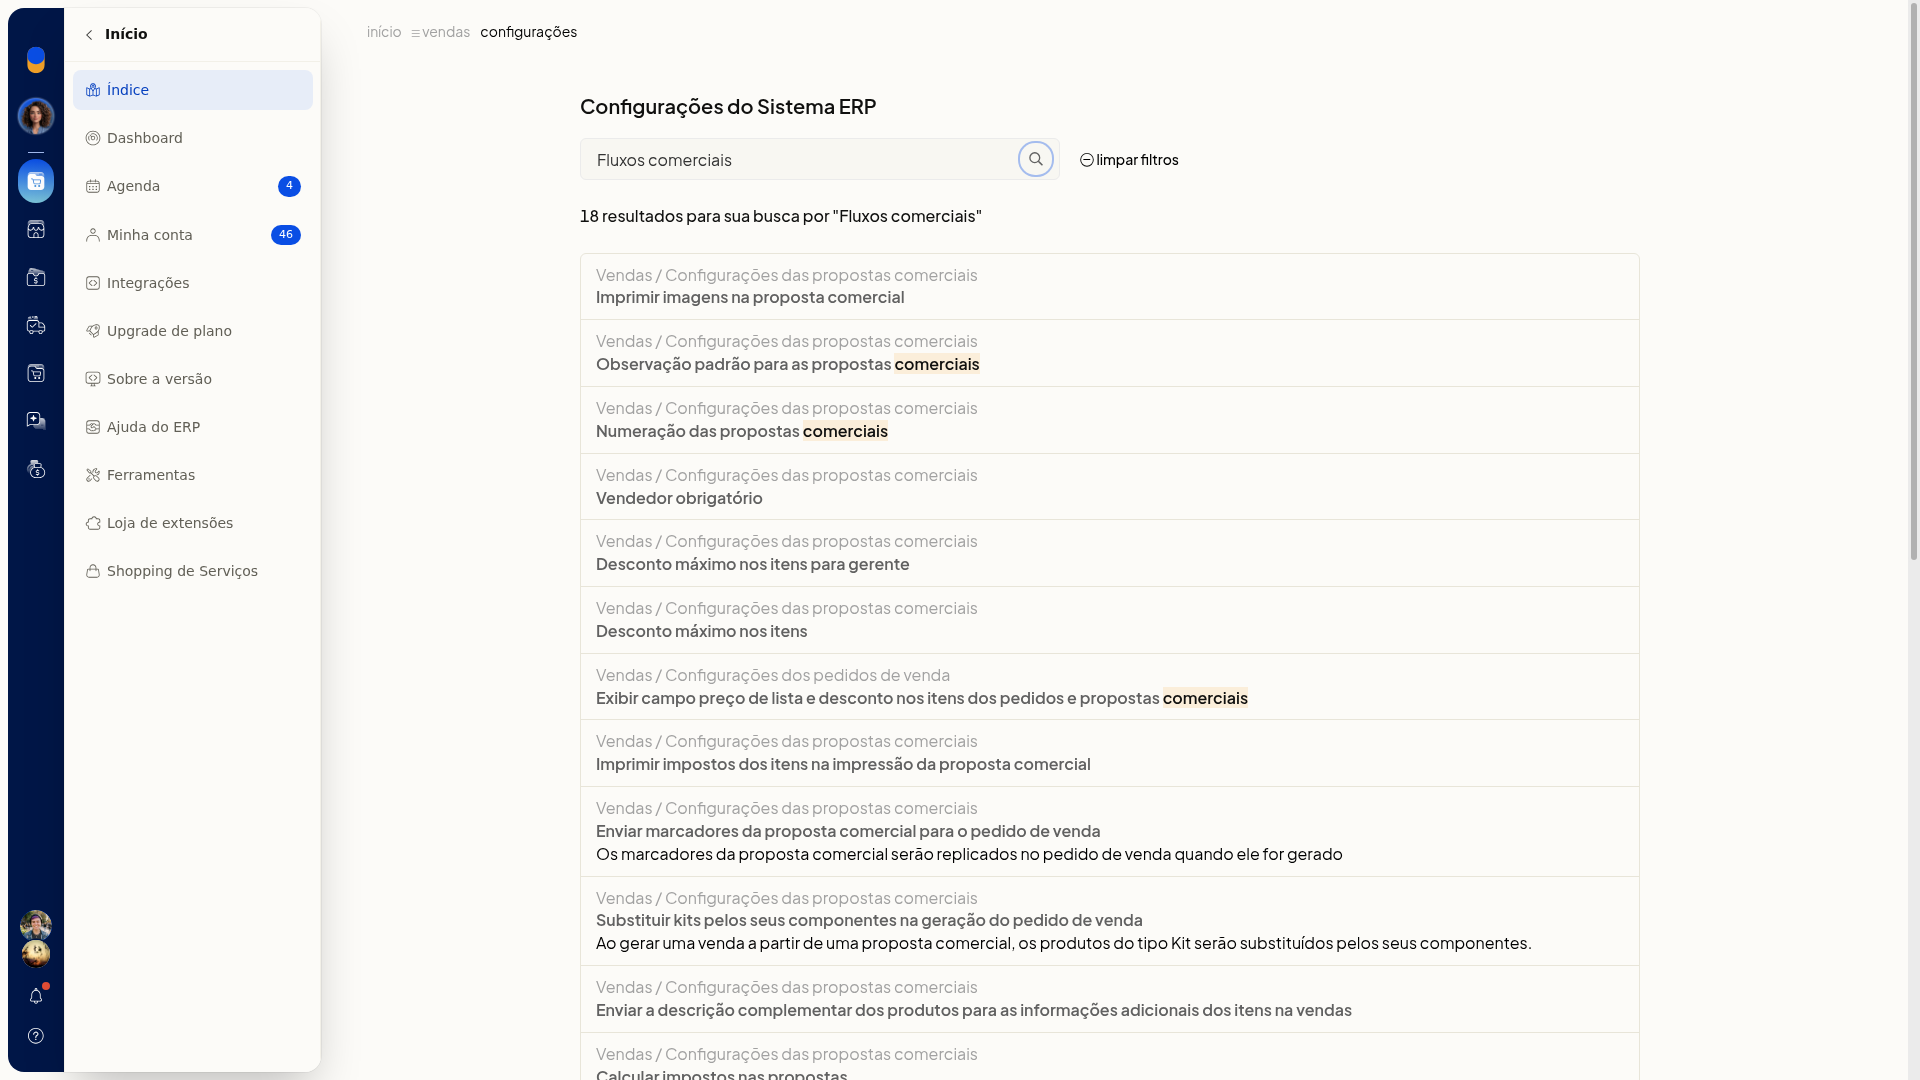 Início
Índice
Dashboard
Agenda
4
Minha conta
46
Integrações
Upgrade de plano
Sobre a versão
Ajuda do ERP
Ferramentas
Loja de extensões
Shopping de Serviços
início vendas configurações
Configurações do Sistema ERP
Fluxos comerciais
limpar filtros
18 resultados para sua busca por "Fluxos comerciais"
Vendas / Configurações das propostas comerciais
Imprimir imagens na proposta comercial
Vendas / Configurações das propostas comerciais
Observação padrão para as propostas comerciais
Vendas / Configurações das propostas comerciais
Numeração das propostas comerciais
Vendas / Configurações das propostas comerciais
Vendedor obrigatório
Vendas / Configurações das propostas comerciais
Desconto máximo nos itens para gerente
Vendas / Configurações das propostas comerciais
Desconto máximo nos itens
Vendas / Configurações dos pedidos de venda
Exibir campo preço de lista e desconto nos itens dos pedidos e propostas comerciais
Vendas / Configurações das propostas comerciais
Imprimir impostos dos itens na impressão da proposta comercial
Vendas / Configurações das propostas comerciais
Enviar marcadores da proposta comercial para o pedido de venda
Os marcadores da proposta comercial serão replicados no pedido de venda quando ele for gerado
Vendas / Configurações das propostas comerciais
Substituir kits pelos seus componentes na geração do pedido de venda
Ao gerar uma venda a partir de uma proposta comercial, os produtos do tipo Kit serão substituídos pelos seus componentes.
Vendas / Configurações das propostas comerciais
Enviar a descrição complementar dos produtos para as informações adicionais dos itens na vendas
Vendas / Configurações das propostas comerciais
Calcular impostos nas propostas